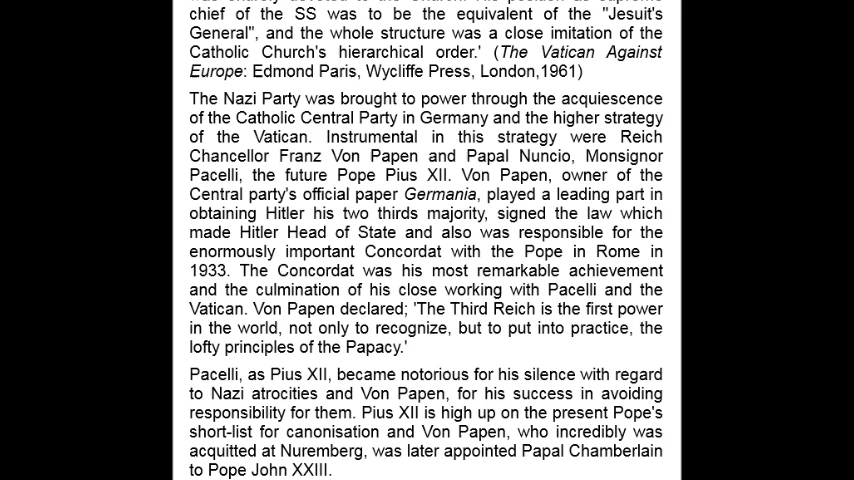 was entirely devoted to the Church. His position as supreme
chief of the SS was to be the equivalent of the "Jesuit's
General", and the whole structure was a close imitation of the
Catholic Church's hierarchical order.' (The Vatican Against
Europe: Edmond Paris, Wycliffe Press, London,1961)
The Nazi Party was brought to power through the acquiescence
of the Catholic Central Party in Germany and the higher strategy
of the Vatican. Instrumental in this strategy were Reich
Chancellor Franz Von Papen and Papal Nuncio, Monsignor
Pacelli, the future Pope Pius XII. Von Papen, owner of the
Central party's official paper Germania, played a leading part in
obtaining Hitler his two thirds majority, signed the law which
made Hitler Head of State and also was responsible for the
enormously important Concordat with the Pope in Rome in
1933. The Concordat was his most remarkable achievement
and the culmination of his close working with Pacelli and the
Vatican. Von Papen declared; 'The Third Reich is the first power
in the world, not only to recognize, but to put into practice, the
lofty principles of the Papacy.'
Pacelli, as Pius XII, became notorious for his silence with regard
to Nazi atrocities and Von Papen, for his success in avoiding
responsibility for them. Pius XII is high up on the present Pope's
short-list for canonisation and Von Papen, who incredibly was
acquitted at Nuremberg, was later appointed Papal Chamberlain
to Pope John XXIII.